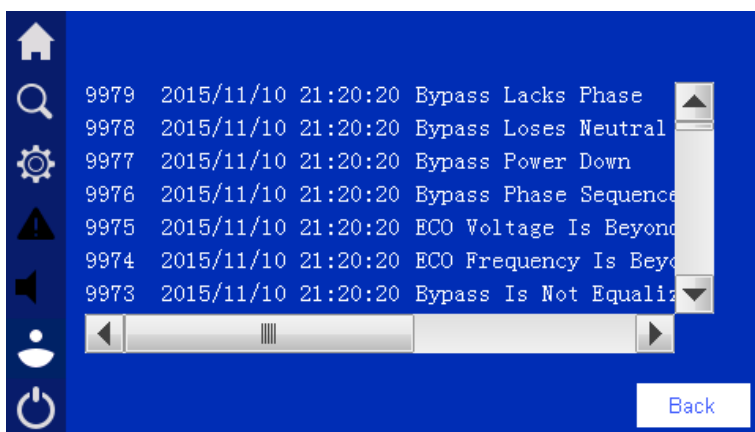 9979 2015/11/10 21:20:20 Bypass Lacks Phase
9978 2015/11/10 21:20:20 Bypass Loses Neutral
9977 2015/11/10 21:20:20 Bypass Power Down
9976 2015/11/10 21:20:20 Bypass Phase Sequence
9975 2015/11/10 21:20:20 ECO Voltage Is Beyond
9974 2015/11/10 21:20:20 ECO Frequency Is
9973 2015/11/10 21:20:20 Bypass Is Not
Back